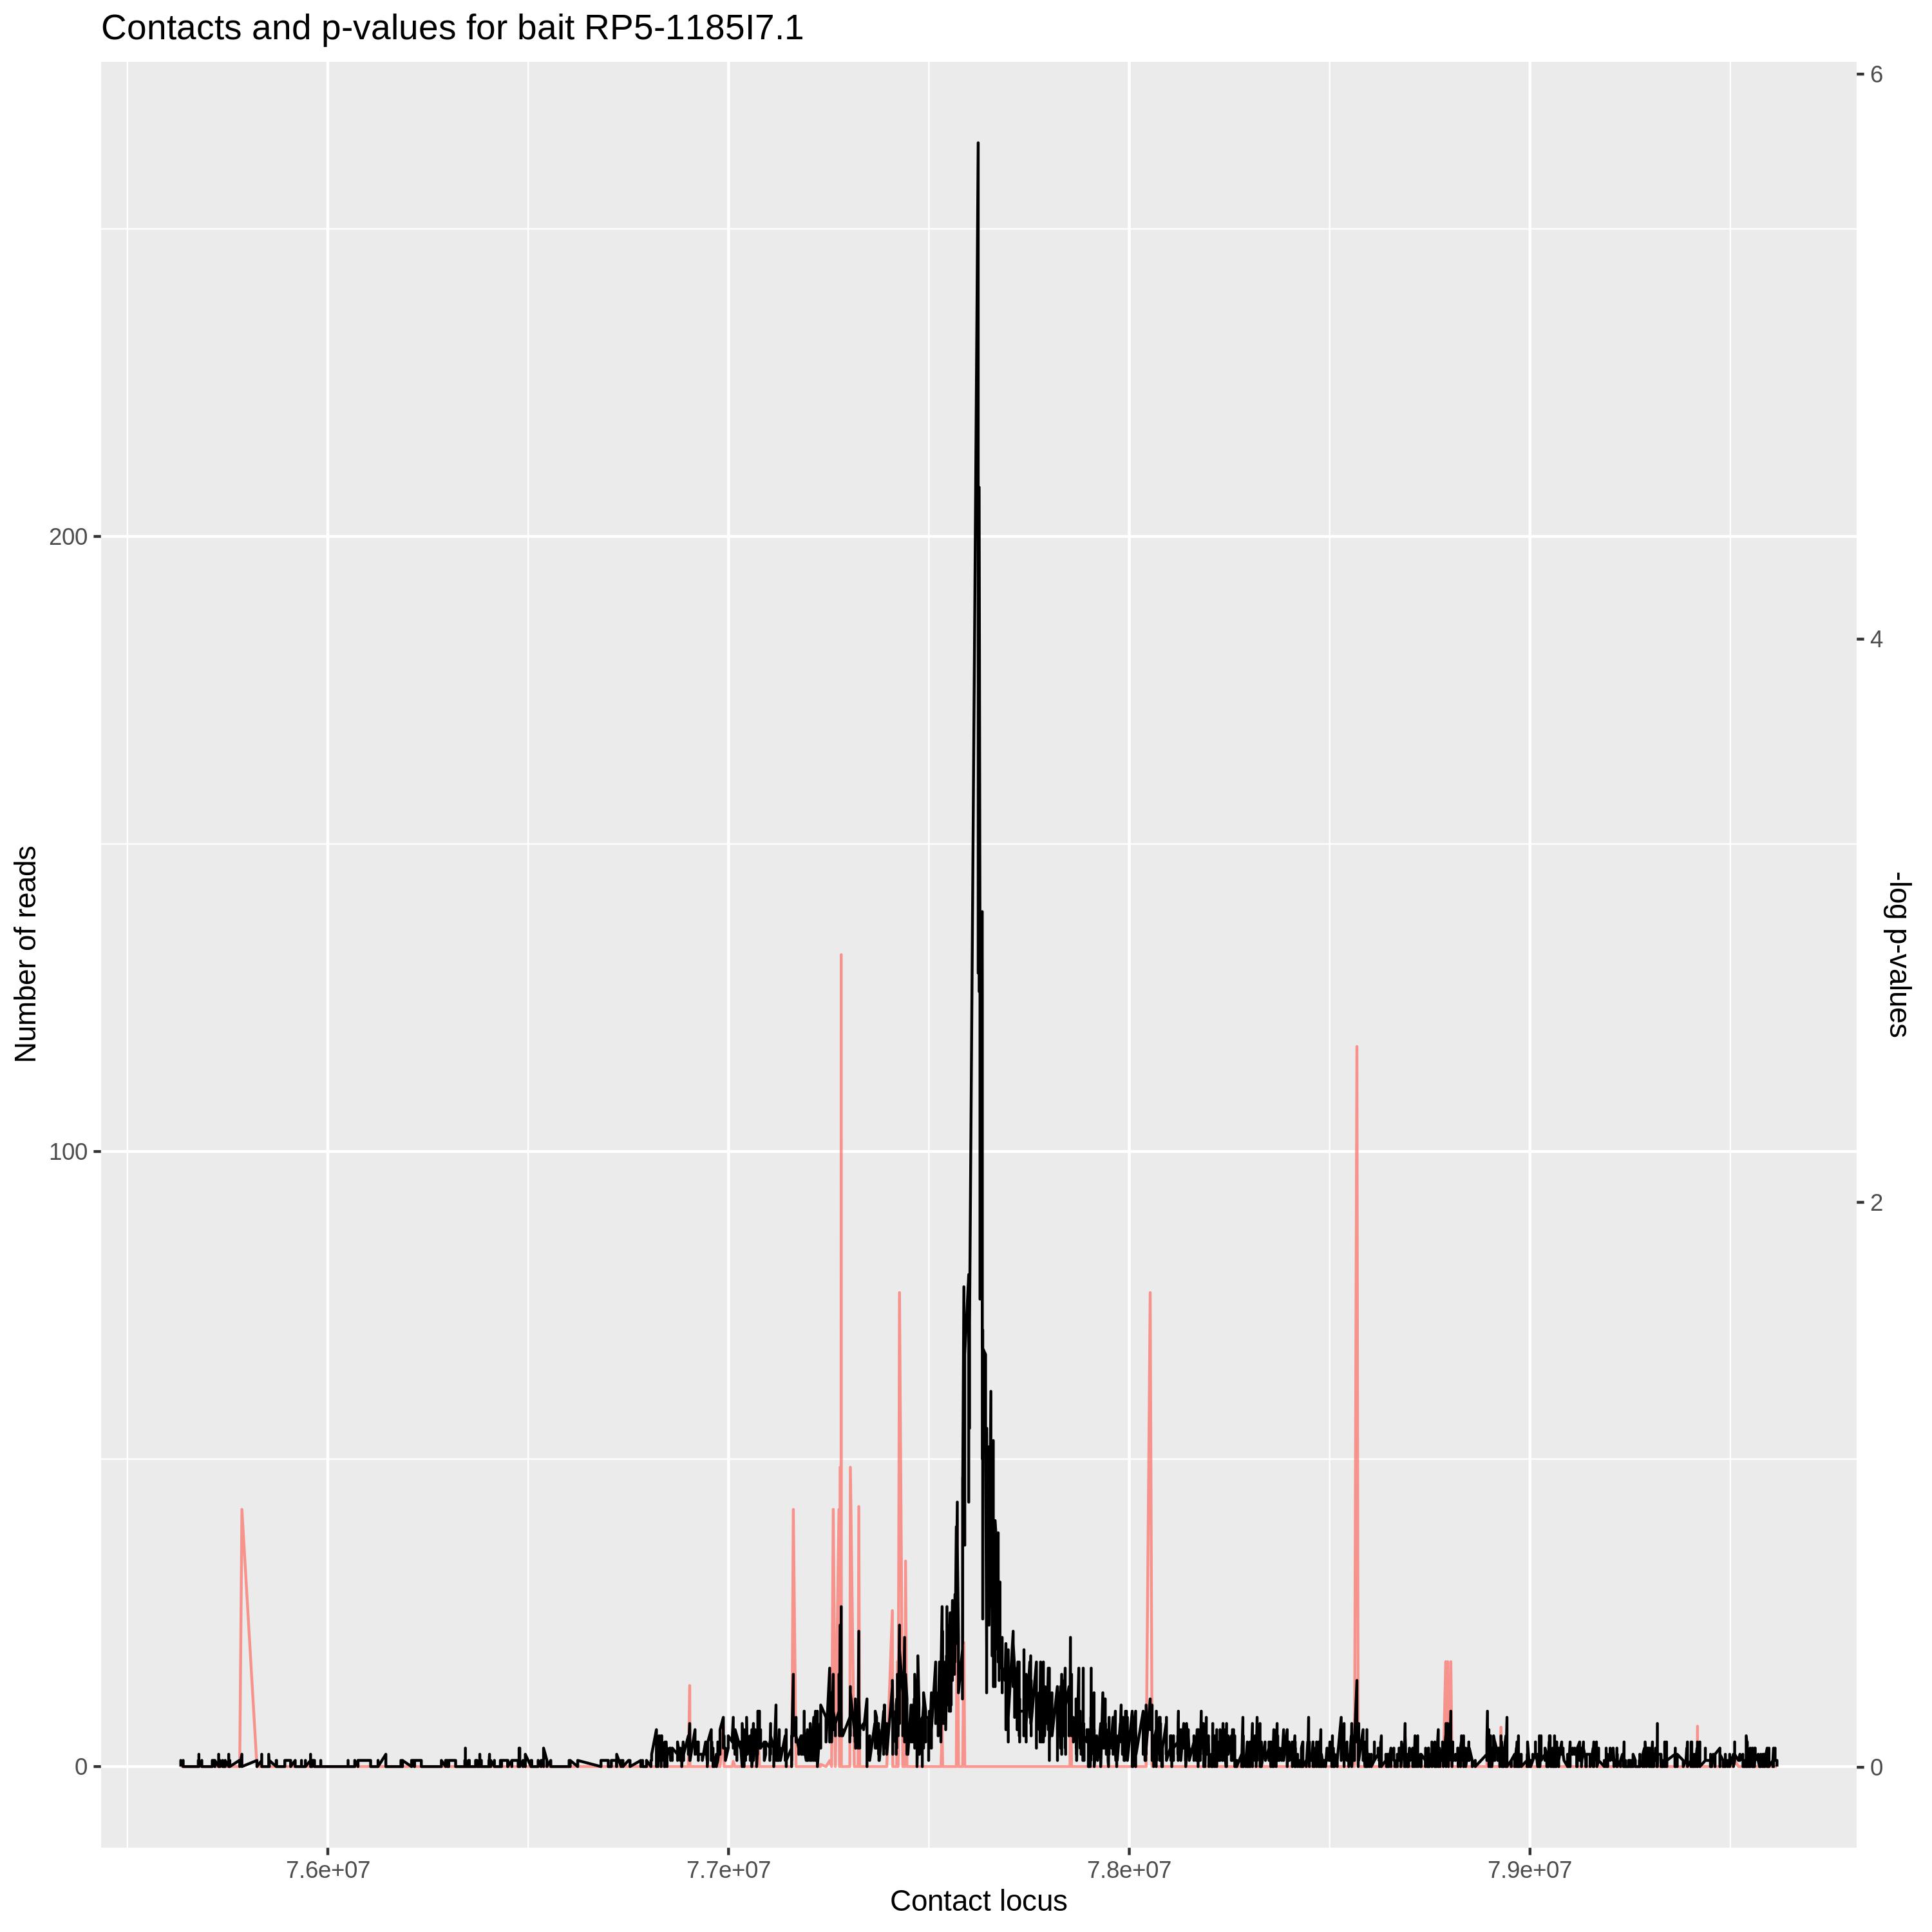 Contacts and p-values for bait RP5-1185I7.1
6
200
4
Number of reads
-log p-values
100
2
0
0
7.6e+07
7.7e+07
7.8e+07
7.9e+07
Contact locus